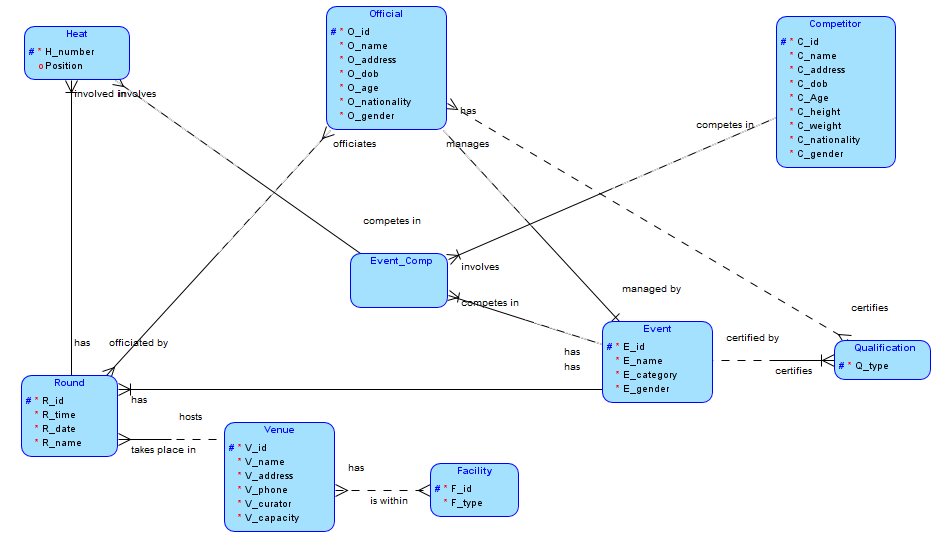 Heat
# * H_number
o Position
Official
# * O_id
* O_name
* O_address
* O_dob
* O_age
* O_nationality
* O_gender
Competitor
# * C_id
* C_name
* C_address
* C_dob
* C_Age
* C_height
* C_weight
* C_nationality
* C_gender
involved in
involves
has
officiates
manages
competes in
competes in
Event_Comp
involves
competes in
managed by
certifies
has
has
certified by
certifies
Event
# * E_id
* E_name
* E_category
* E_gender
Qualification
# * Q_type
has
officiated by
Round
# * R_id
* R_time
* R_date
* R_name
has
hosts
takes place in
Venue
# * V_id
* V_name
* V_address
* V_phone
* V_curator
* V_capacity
has
is within
Facility
# * F_id
* F_type